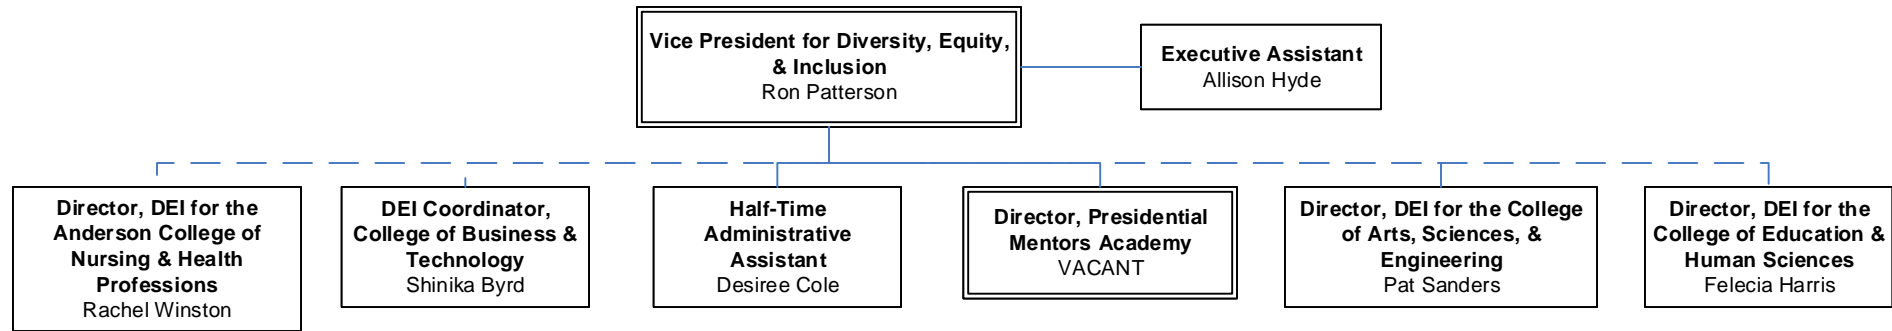 Vice President for Diversity, Equity,
& Inclusion
Ron Patterson
Executive Assistant
Allison Hyde
Director, DEI for the
Anderson College of
Nursing & Health
Professions
Rachel Winston
DEI Coordinator,
College of Business &
Technology
Shinika Byrd
Half-Time
Administrative
Assistant
Desiree Cole
Director, Presidential
Mentors Academy
VACANT
Director, DEI for the College
of Arts, Sciences, &
Engineering
Pat Sanders
Director, DEI for the
College of Education &
Human Sciences
Felecia Harris